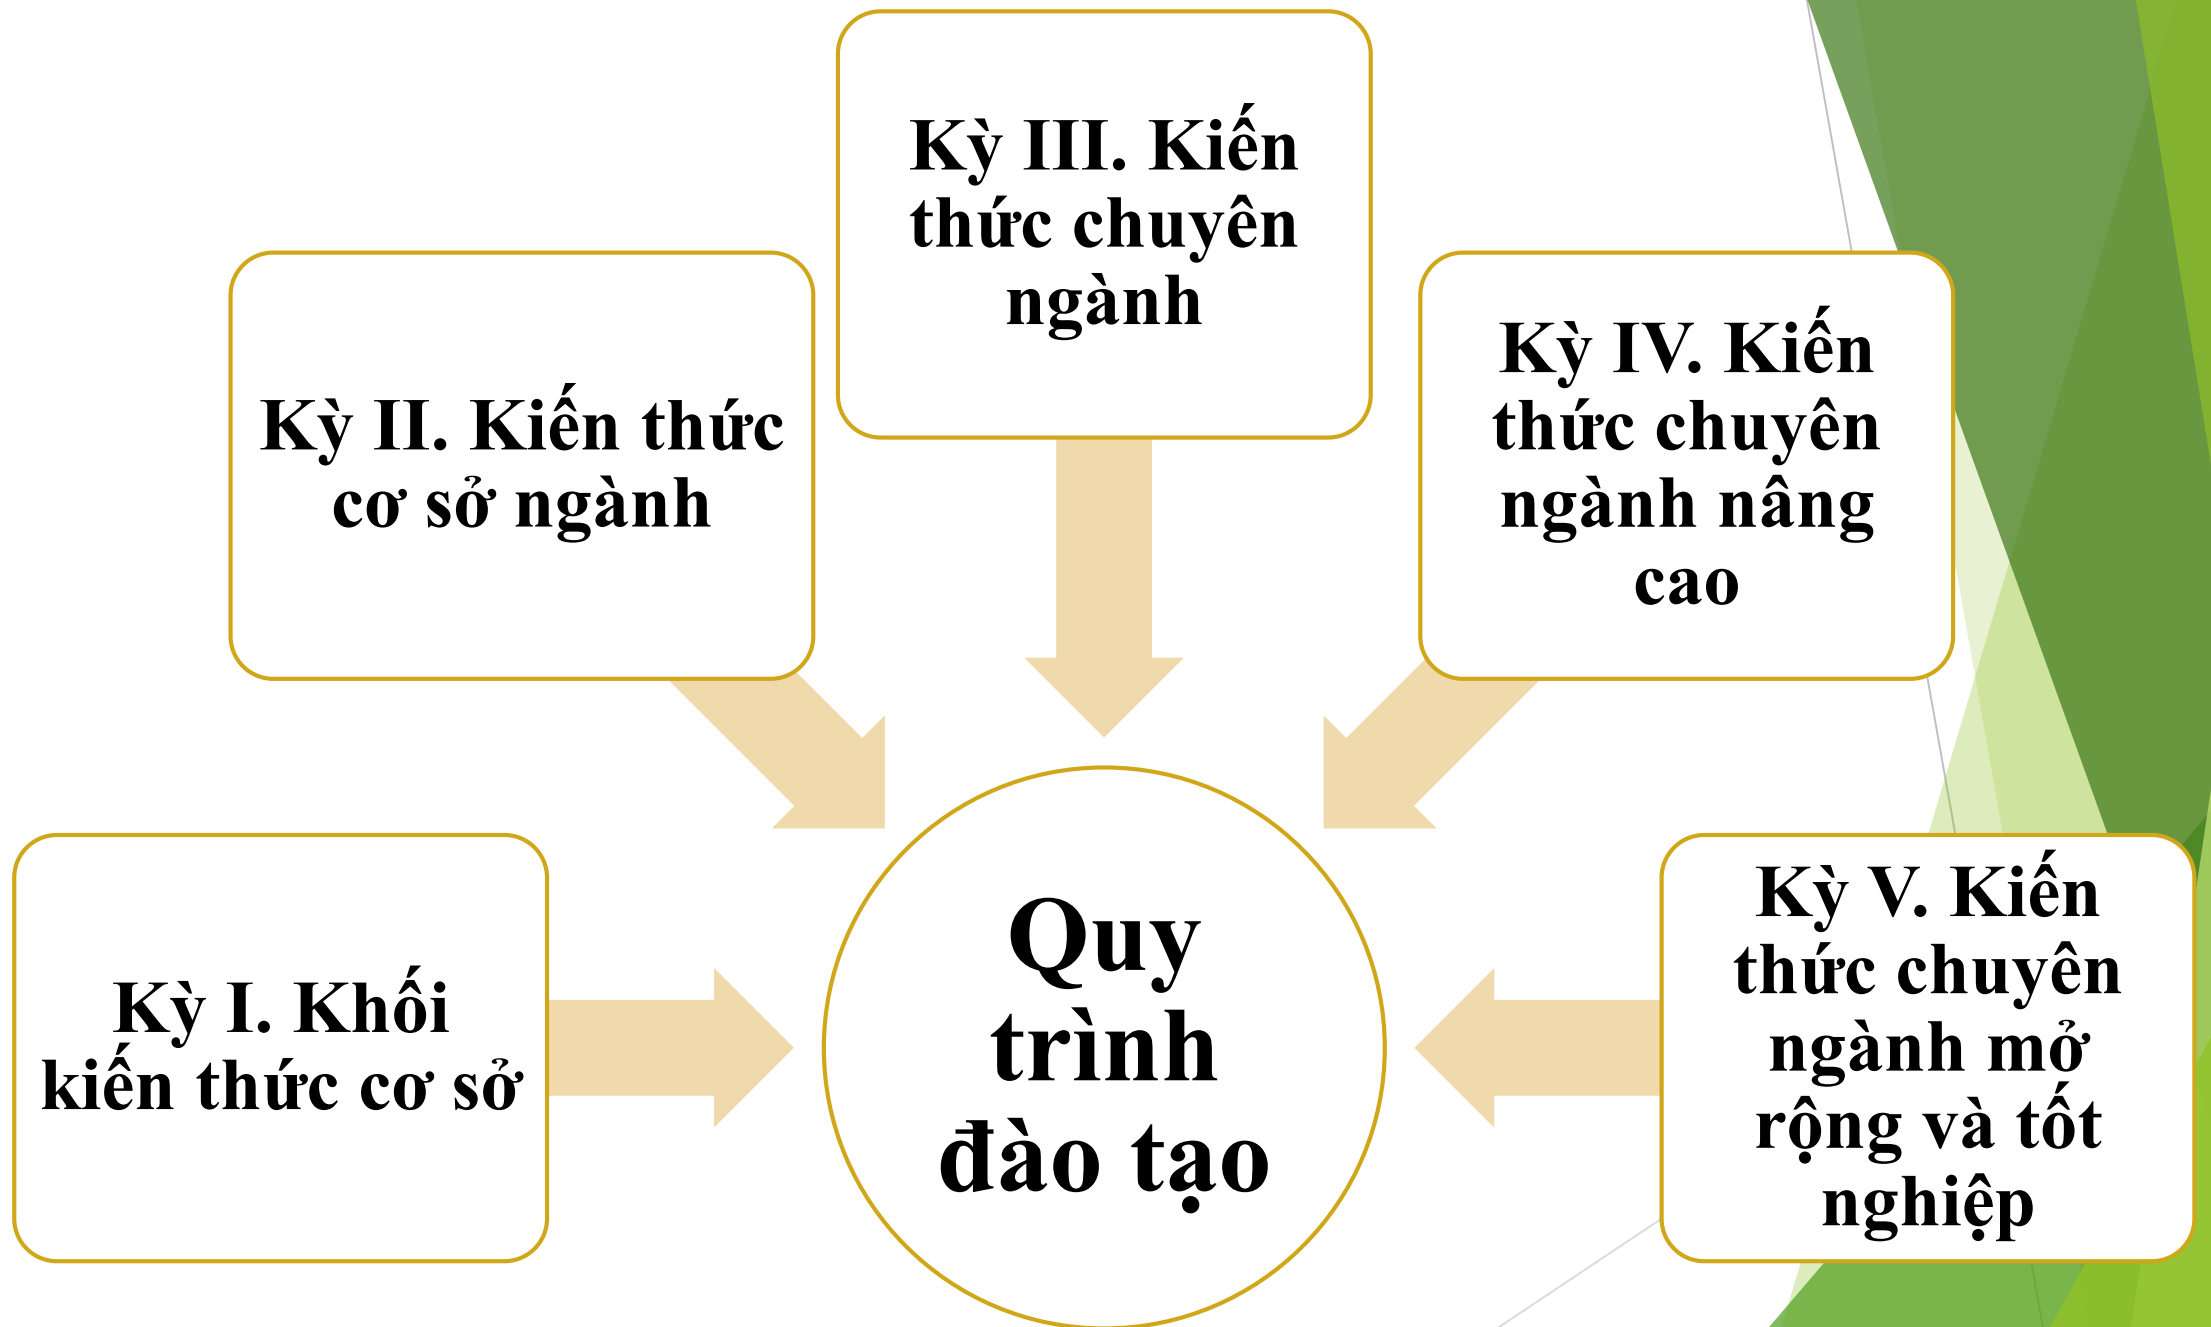 Kỳ I. Khối
kiến thức cơ sở
Kỳ II. Kiến thức
cơ sở ngành
Kỳ III. Kiến
thức chuyên
ngành
Kỳ IV. Kiến
thức chuyên
ngành nâng
cao
Kỳ V. Kiến
thức chuyên
ngành mở
rộng và tốt
nghiệp
Quy
trình
đào tạo